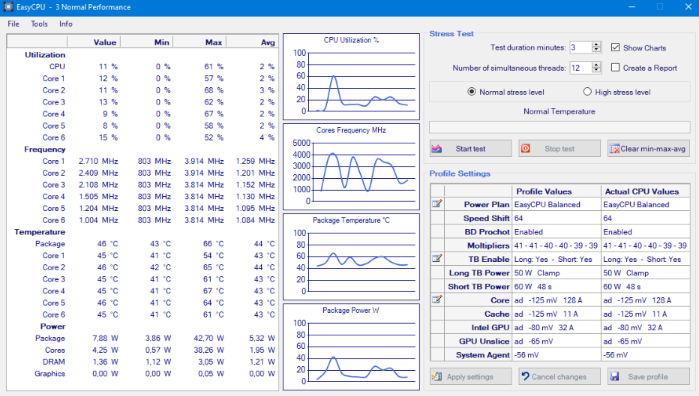 EasyCPU - 3 Normal Performance
File Tools Info
Value Min Max Avg
Utilization
CPU 11 % 0 % 61 % 2 %
Core 1 12 % 0 % 57 % 2 %
Core 2 11 % 0 % 68 % 3 %
Core 3 13 % 0 % 62 % 2 %
Core 4 9 % 0 % 67 % 2 %
Core 5 8 % 0 % 58 % 2 %
Core 6 15 % 0 % 52 % 4 %
Frequency
Core 1 2.710 MHz 803 MHz 3.914 MHz 1.259 MHz
Core 2 2.409 MHz 803 MHz 3.914 MHz 1.201 MHz
Core 3 2.108 MHz 803 MHz 3.814 MHz 1.152 MHz
Core 4 1.505 MHz 803 MHz 3.814 MHz 1.130 MHz
Core 5 1.204 MHz 803 MHz 3.814 MHz 1.095 MHz
Core 6 1.004 MHz 803 MHz 3.814 MHz 1.084 MHz
Temperature
Package 46 °C 43 °C 66 °C 44 °C
Core 1 45 °C 41 °C 54 °C 43 °C
Core 2 46 °C 42 °C 65 °C 44 °C
Core 3 45 °C 41 °C 61 °C 43 °C
Core 4 45 °C 41 °C 67 °C 43 °C
Core 5 46 °C 41 °C 64 °C 43 °C
Core 6 45 °C 41 °C 61 °C 43 °C
Power
Package 7,88 W 3,86 W 42,70 W 5,32 W
Cores 4,25 W 0,57 W 38,26 W 1,95 W
DRAM 1,36 W 1,12 W 3,05 W 1,21 W
Graphics 0,00 W 0,00 W 0,05 W 0,00 W
CPU Utilization %
100
80
60
40
20
0
Cores Frequency MHz
5000
4000
3000
2000
1000
0
Package Temperature °C
100
80
60
40
20
0
Package Power W
100
80
60
40
20
0
Stress Test
Test duration minutes: 3 Show Charts
Number of simultaneous threads: 12 Create a Report
Normal stress level High stress level
Normal Temperature
Start test Stop test Clear min-max-avg
Profile Settings
Profile Values Actual CPU Values
Power Plan EasyCPU Balanced EasyCPU Balanced
Speed Shift 64 64
BD Prochot Enabled Enabled
Multipliers 41 - 41 - 40 - 40 - 39 - 39 41 - 41 - 40 - 40 - 39 - 39
TB Enable Long: Yes - Short: Yes Long: Yes - Short: Yes
Long TB Power 50 W Clamp 50 W Clamp
Short TB Power 60 W 48 s 60 W 48 s
Core ad -125 mV 128 A ad -125 mV 128 A
Cache ad -125 mV 11 A ad -125 mV 11 A
Intel GPU ad -80 mV 32 A ad -80 mV 32 A
GPU Unslice ad -65 mV ad -65 mV
System Agent -56 mV -56 mV
Apply settings Cancel changes Save profile